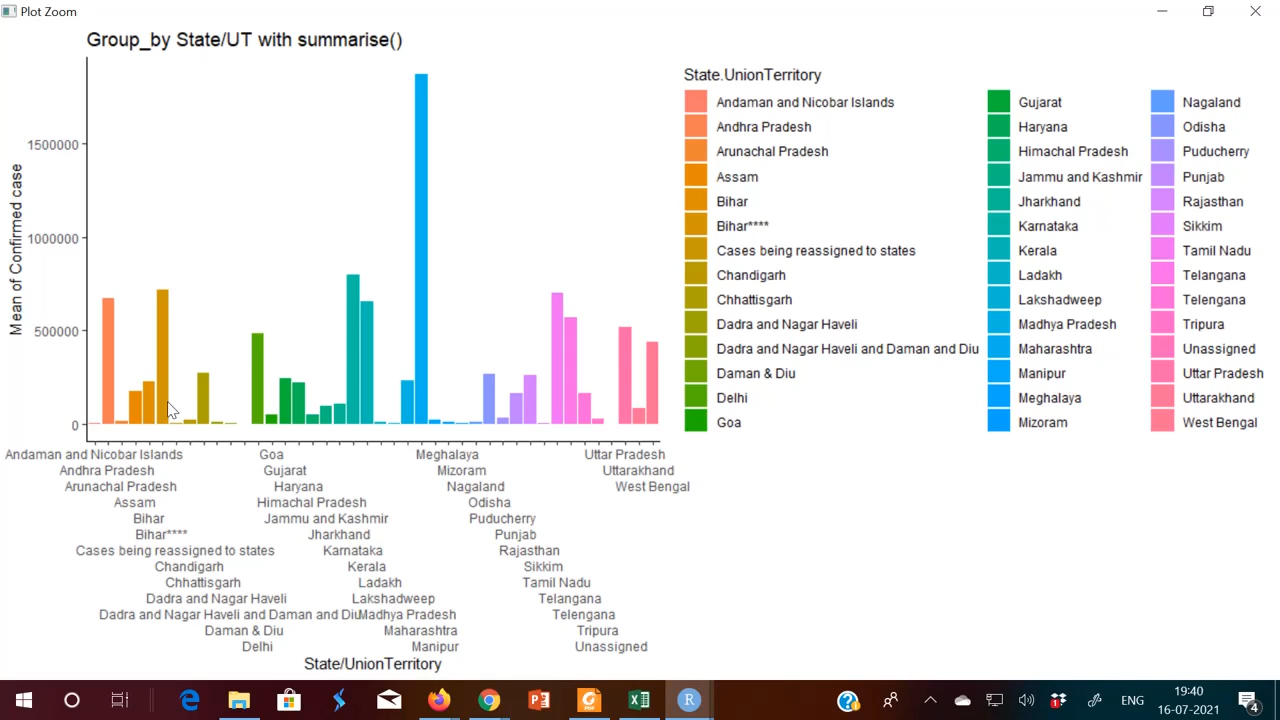 Plot Zoom
Group_by State/UT with summarise()
Mean of Confirmed case
1500000
1000000
500000
0
Andaman and Nicobar Islands
Andhra Pradesh
Arunachal Pradesh
Assam
Bihar
Bihar****
Cases being reassigned to states
Chandigarh
Chhattisgarh
Dadra and Nagar Haveli
Dadra and Nagar Haveli and Daman and Diu
Daman & Diu
Delhi
Goa
Gujarat
Haryana
Himachal Pradesh
Jammu and Kashmir
Jharkhand
Karnataka
Kerala
Ladakh
Lakshadweep
Madhya Pradesh
Maharashtra
Manipur
Meghalaya
Mizoram
Nagaland
Odisha
Puducherry
Punjab
Rajasthan
Sikkim
Tamil Nadu
Telangana
Telengana
Tripura
Unassigned
Uttar Pradesh
Uttarakhand
West Bengal
State/UnionTerritory
State.UnionTerritory
Andaman and Nicobar Islands
Andhra Pradesh
Arunachal Pradesh
Assam
Bihar
Bihar****
Cases being reassigned to states
Chandigarh
Chhattisgarh
Dadra and Nagar Haveli
Dadra and Nagar Haveli and Daman and Diu
Daman & Diu
Delhi
Goa
Gujarat
Haryana
Himachal Pradesh
Jammu and Kashmir
Jharkhand
Karnataka
Kerala
Ladakh
Lakshadweep
Madhya Pradesh
Maharashtra
Manipur
Meghalaya
Mizoram
Nagaland
Odisha
Puducherry
Punjab
Rajasthan
Sikkim
Tamil Nadu
Telangana
Telengana
Tripura
Unassigned
Uttar Pradesh
Uttarakhand
West Bengal
ENG
19:40
16-07-2021
4